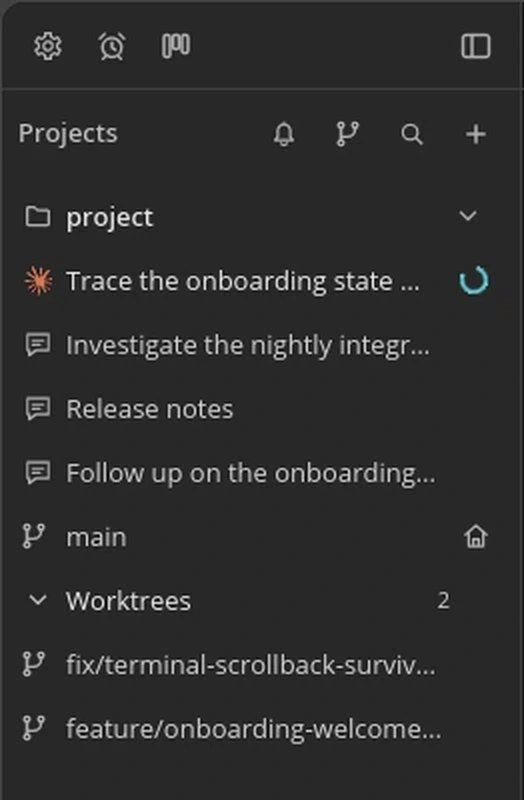 Projects
project
Trace the onboarding state ...
Investigate the nightly integr...
Release notes
Follow up on the onboarding...
main
Worktrees 2
fix/terminal-scrollback-surviv...
feature/onboarding-welcome...